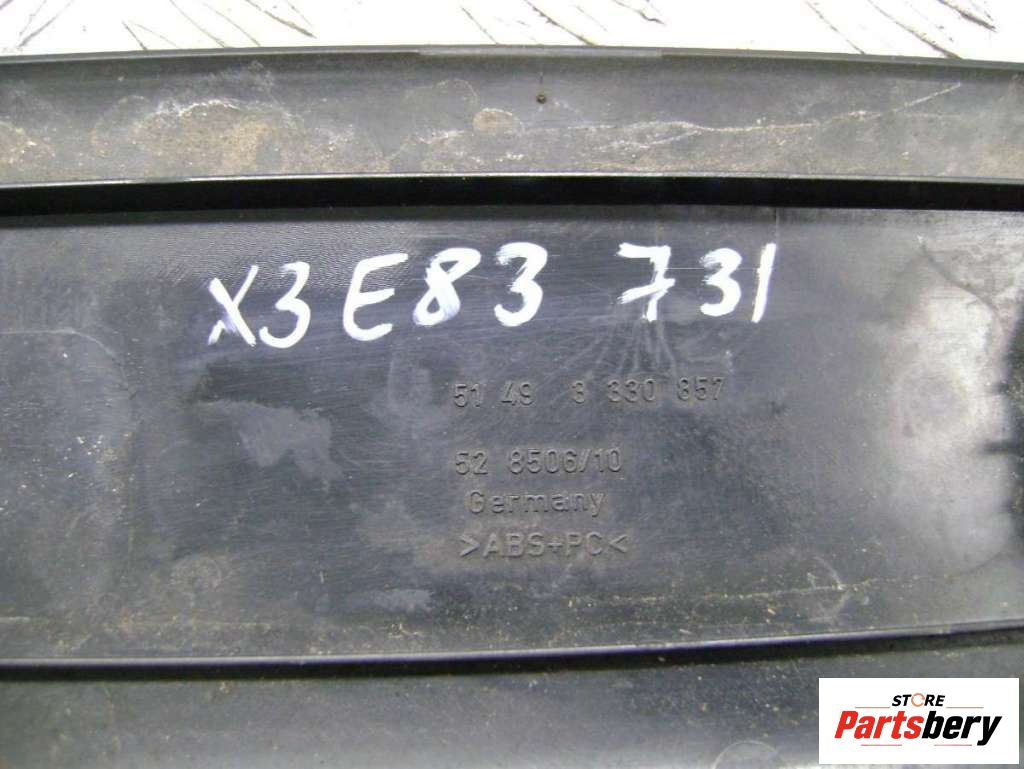 X3 E83 731
51 49 3 330 857
52 8506/10
Germany
>ABS+PC<
STORE
Partsbery